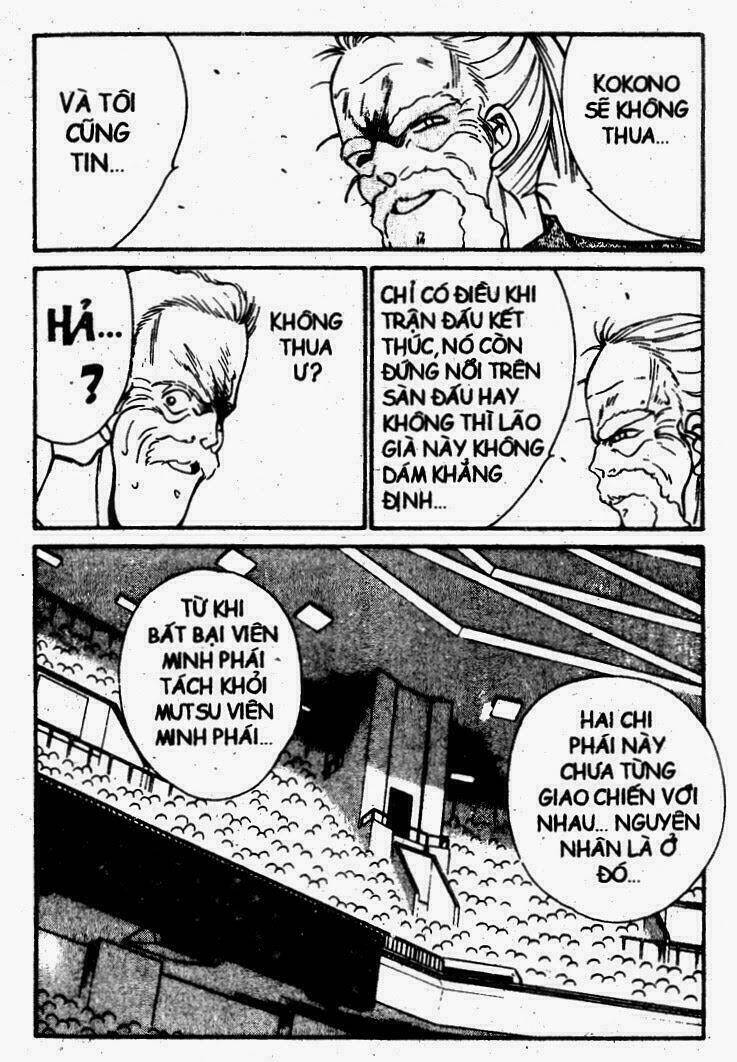 KOKONO
SẼ KHÔNG
THUA...
VÀ TÔI
CŨNG
TIN...
CHỈ CÓ ĐIỀU KHI
TRẬN ĐẤU KẾT
THÚC, NÓ CÒN
ĐỨNG NỔI TRÊN
SÀN ĐẤU HAY
KHÔNG THÌ LÃO
GIÀ NÀY KHÔNG
DÁM KHẲNG
ĐỊNH...
KHÔNG
THUA
Ư?
HẢ...
?
TỪ KHI
BẤT BẠI VIÊN
MINH PHÁI
TÁCH KHỎI
MUTSU VIÊN
MINH PHÁI...
HAI CHI
PHÁI NÀY
CHƯA TỪNG
GIAO CHIẾN VỚI
NHAU... NGUYÊN
NHÂN LÀ Ở
ĐÓ...